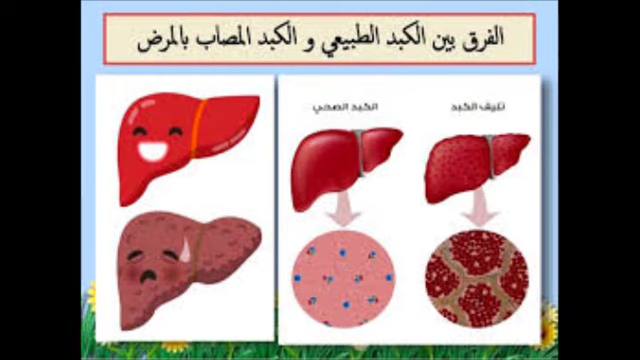 الفرق بين الكبد الطبيعي و الكبد المصاب بالمرض
الكبد الصحي
تليف الكبد